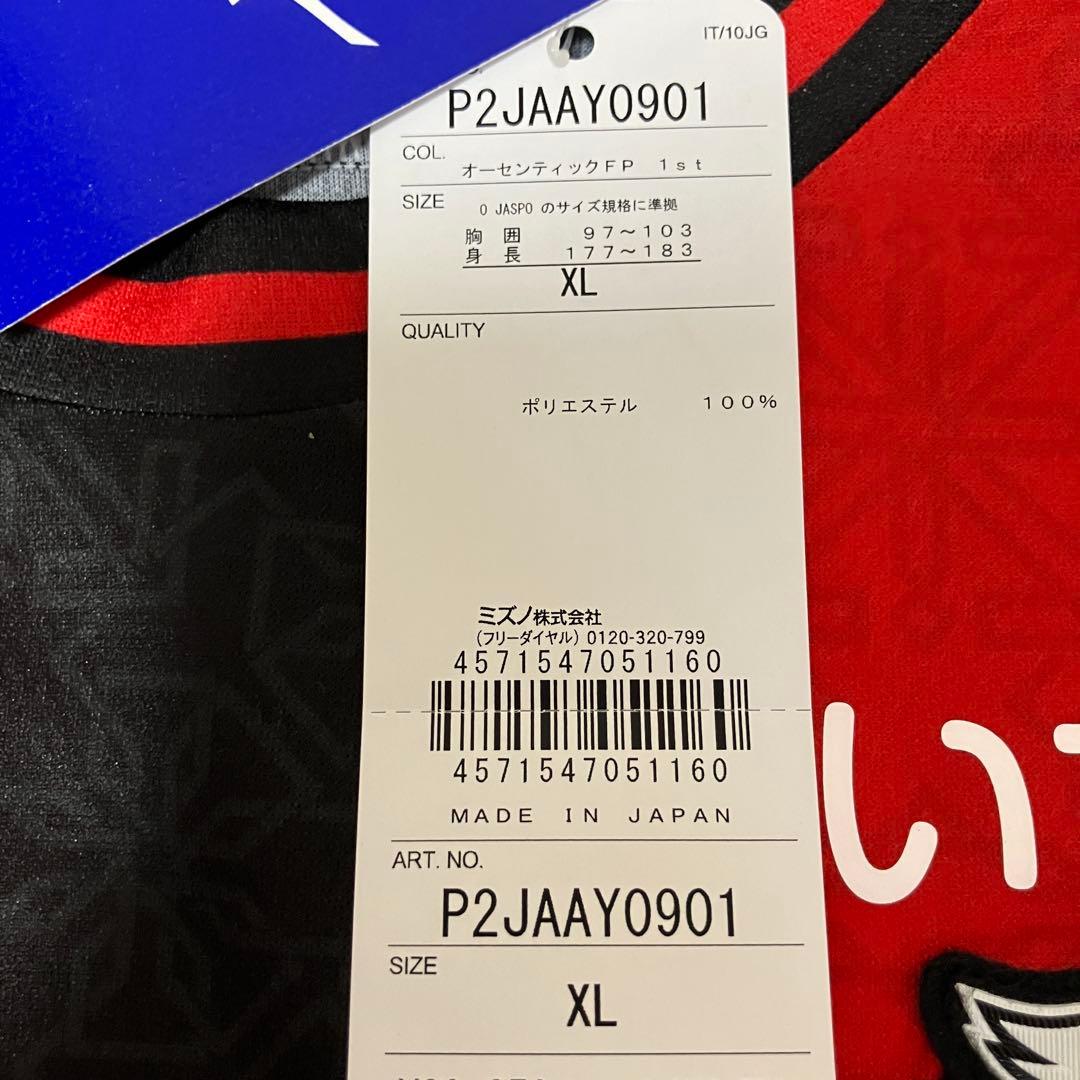 IT/10JG
P2JAAY0901
COL.
オーセンティックＦＰ　１ｓｔ
SIZE
O JASPO のサイズ規格に準拠
胸　囲　９７～１０３
身　長　１７７～１８３
XL
QUALITY
ポリエステル　１００％
ミズノ株式会社
（フリーダイヤル）0120-320-799
4571547051160
4571547051160
MADE IN JAPAN
ART. NO.
P2JAAY0901
SIZE
XL
い